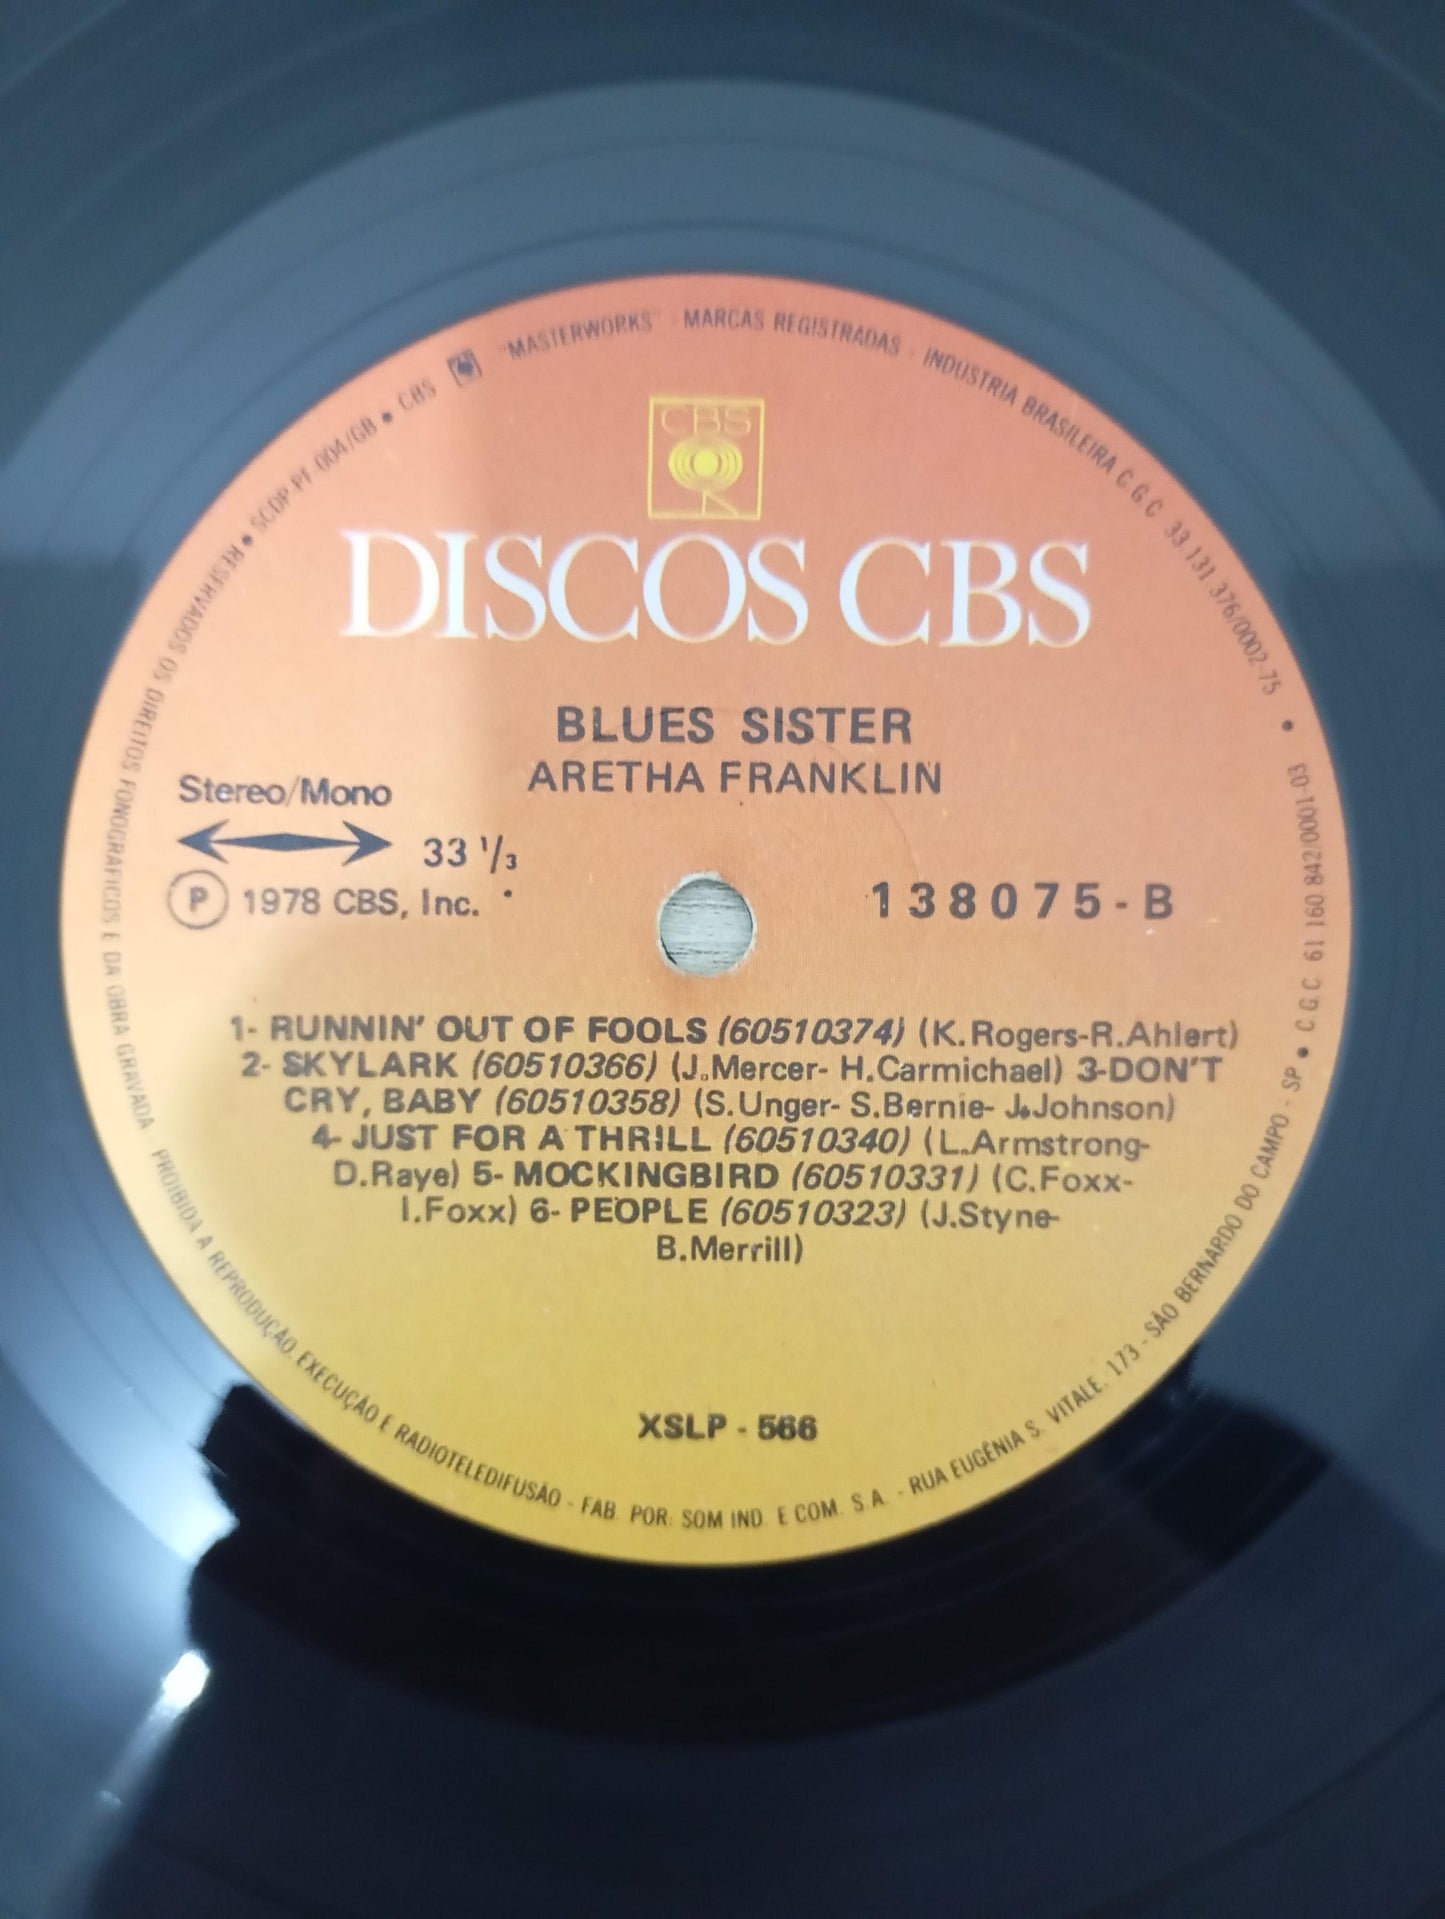 CBS "MASTERWORKS" - MARCAS REGISTRADAS - INDUSTRIA BRASILEIRA C.G.C. 33 131 376/0002-75 • C.G.C. 61 160 842/0001-03
CBS
DISCOS CBS
BLUES SISTER
ARETHA FRANKLIN
Stereo/Mono
33 1/3
Ⓟ 1978 CBS, Inc.
138075-B
1- RUNNIN' OUT OF FOOLS (60510374) (K.Rogers-R.Ahlert)
2- SKYLARK (60510366) (J.Mercer- H.Carmichael) 3-DON'T
CRY, BABY (60510358) (S.Unger- S.Bernie- J.Johnson)
4- JUST FOR A THRILL (60510340) (L.Armstrong-
D.Raye) 5- MOCKINGBIRD (60510331) (C.Foxx-
I.Foxx) 6- PEOPLE (60510323) (J.Styne-
B.Merrill)
XSLP - 566
RESERVADOS OS DIREITOS FONOGRAFICOS E DA OBRA GRAVADA - PROIBIDA A REPRODUÇÃO, EXECUÇÃO E RADIOTELEDIFUSÃO - FAB. POR: SOM IND. E COM. S.A. - RUA EUGÊNIA S. VITALE, 173 - SÃO BERNARDO DO CAMPO - SP •
• SCDP-PF 004/GB •